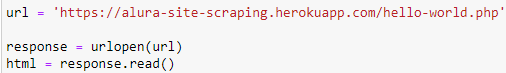 url = 'https://alura-site-scraping.herokuapp.com/hello-world.php'
response = urlopen(url)
html = response.read()